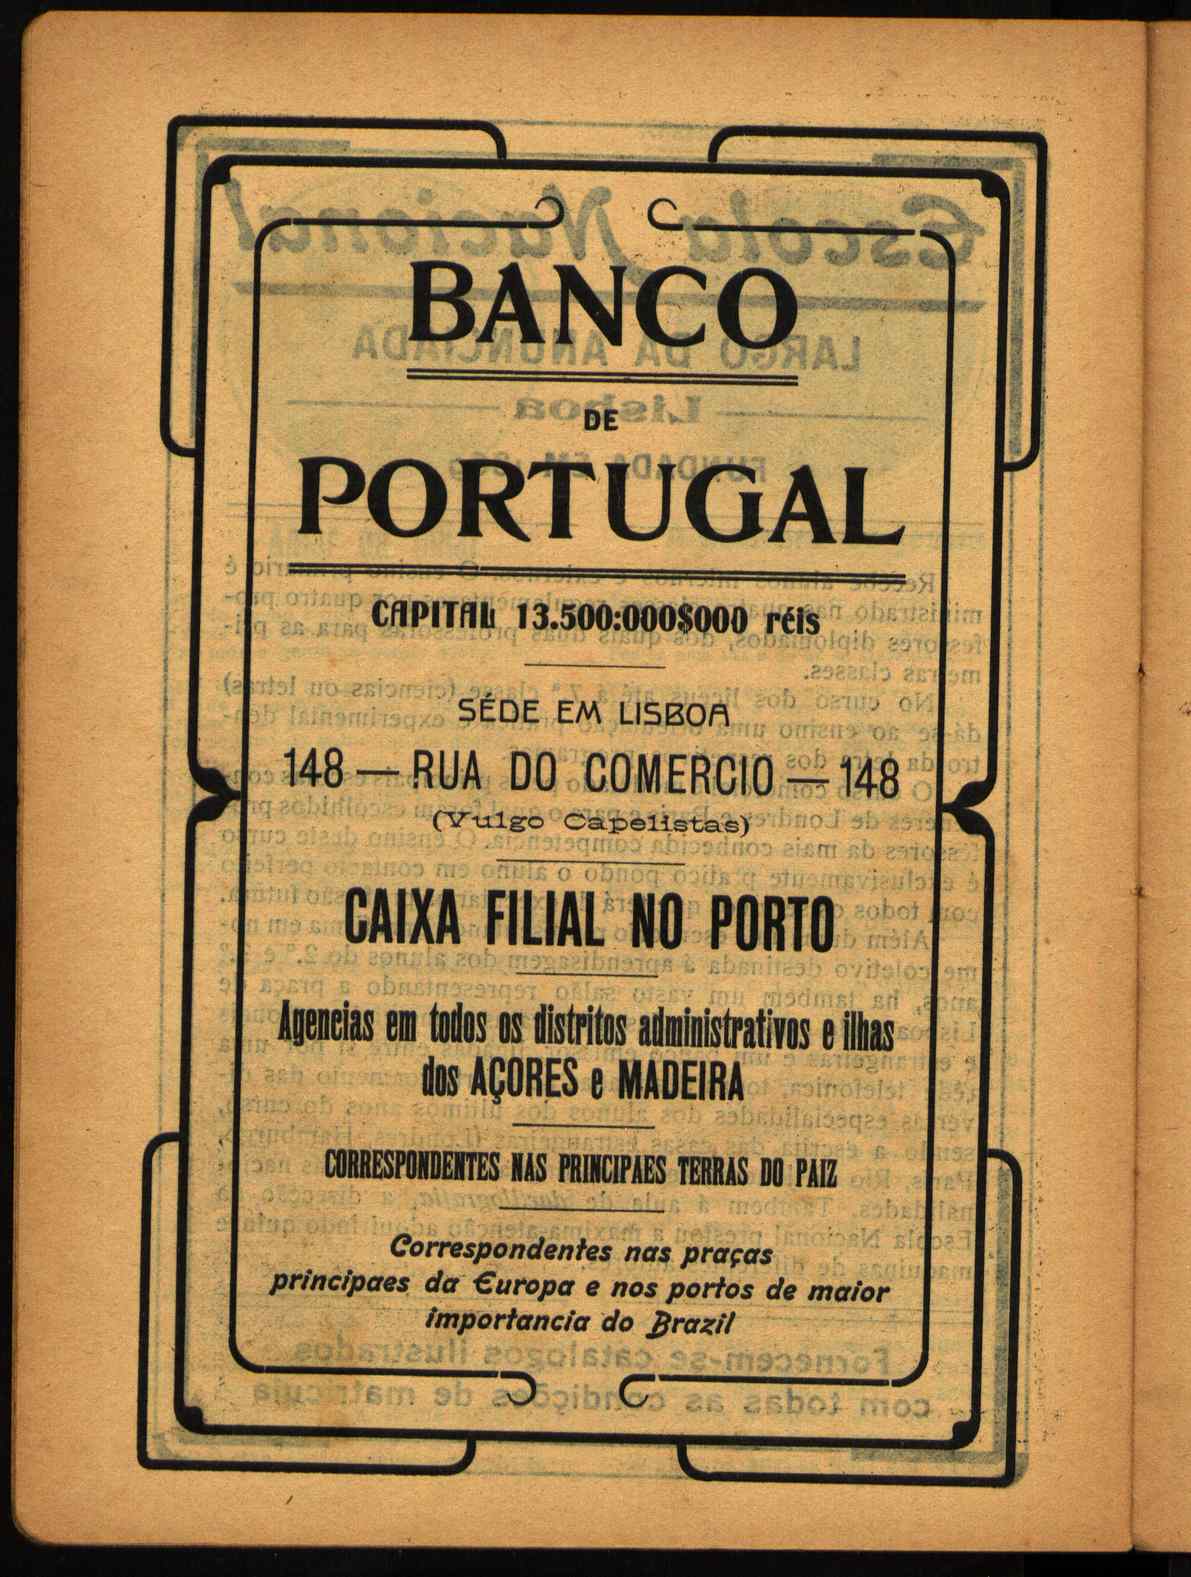 BANCO
DE
PORTUGAL
CAPITAL 13.500:000$000 réis
SÉDE EM LISBOA
148 — RUA DO COMERCIO — 148
(Vulgo Capelistas)
CAIXA FILIAL NO PORTO
Agencias em todos os distritos administrativos e ilhas
dos AÇORES e MADEIRA
CORRESPONDENTES NAS PRINCIPAES TERRAS DO PAIZ
Correspondentes nas praças
principaes da Europa e nos portos de maior
importancia do Brazil